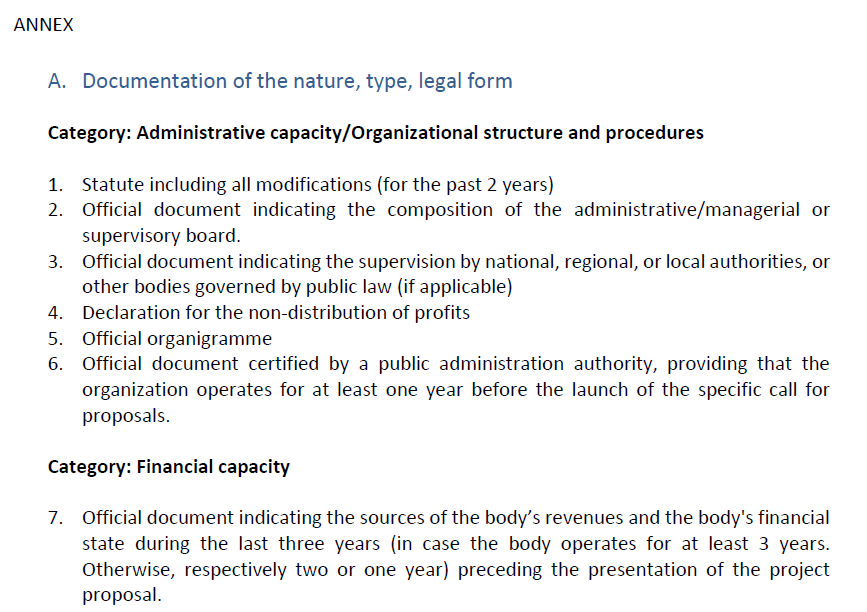 ANNEX
A. Documentation of the nature, type, legal form
Category: Administrative capacity/Organizational structure and procedures
1. Statute including all modifications (for the past 2 years)
2. Official document indicating the composition of the administrative/managerial or
supervisory board.
3. Official document indicating the supervision by national, regional, or local authorities, or
other bodies governed by public law (if applicable)
4. Declaration for the non-distribution of profits
5. Official organigramme
6. Official document certified by a public administration authority, providing that the
organization operates for at least one year before the launch of the specific call for
proposals.
Category: Financial capacity
7. Official document indicating the sources of the body’s revenues and the body's financial
state during the last three years (in case the body operates for at least 3 years.
Otherwise, respectively two or one year) preceding the presentation of the project
proposal.